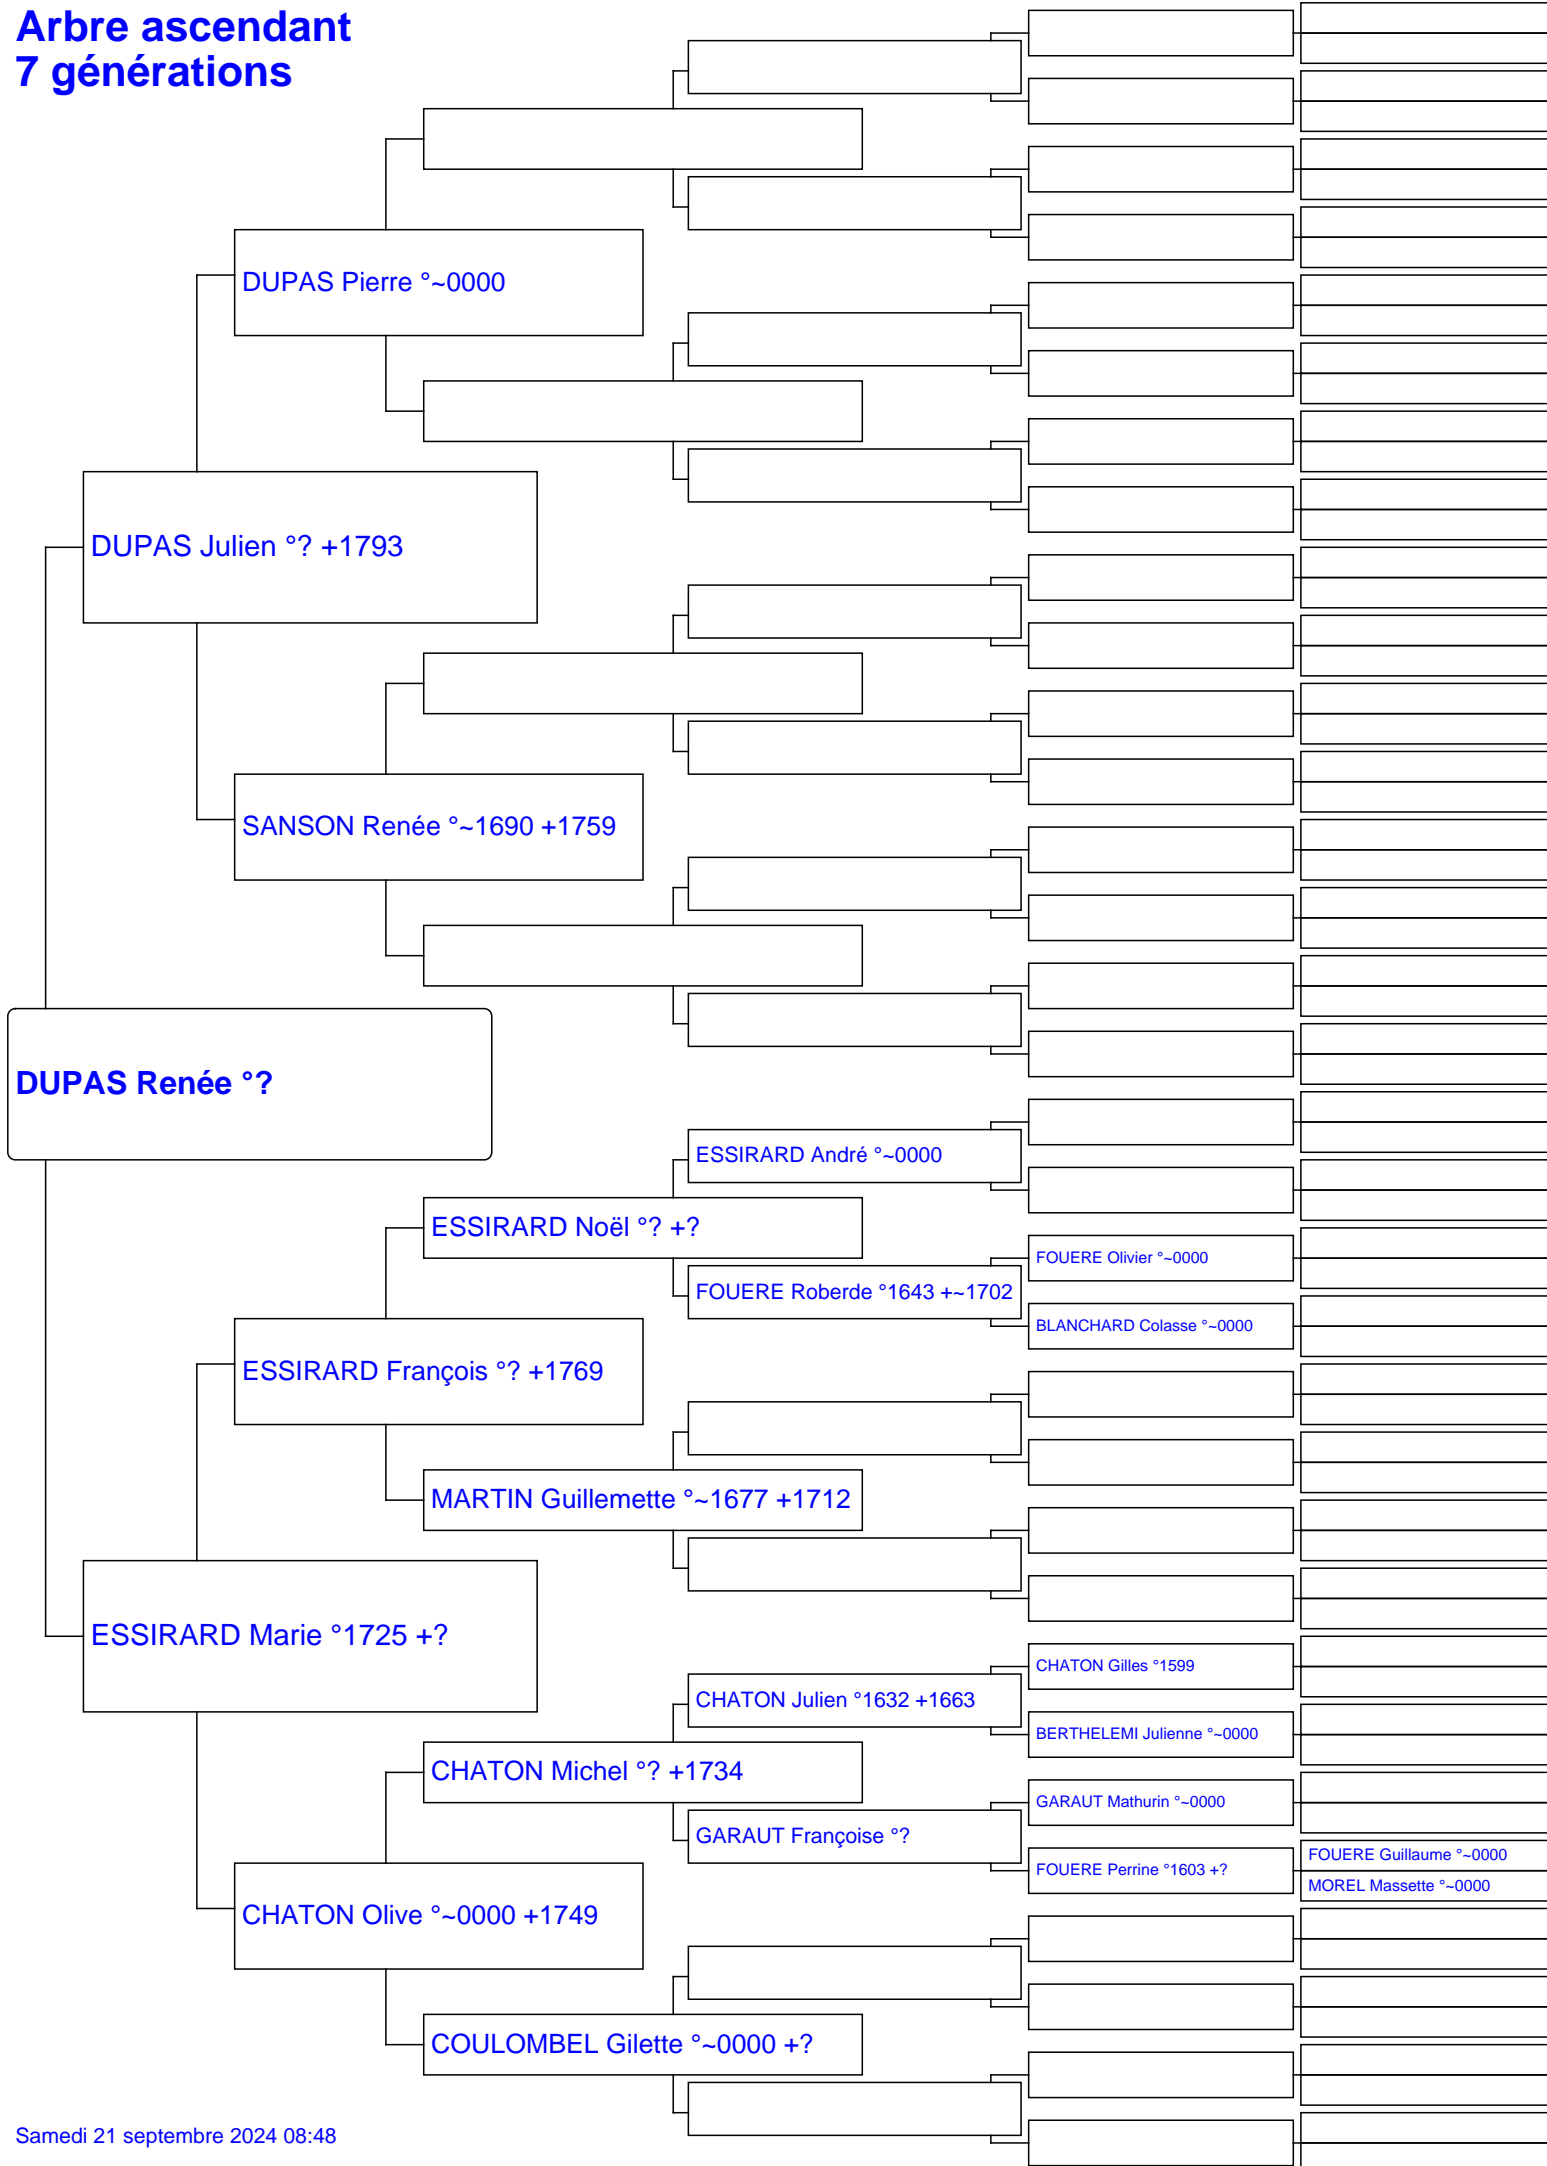 Arbre ascendant
7 générations
DUPAS Pierre °~0000
DUPAS Julien °? +1793
SANSON Renée °~1690 +1759
DUPAS Renée °?
ESSIRARD André °~0000
ESSIRARD Noël °? +?
FOUERE Olivier °~0000
FOUERE Roberde °1643 +~1702
BLANCHARD Colasse °~0000
ESSIRARD François °? +1769
MARTIN Guillemette °~1677 +1712
ESSIRARD Marie °1725 +?
CHATON Gilles °1599
CHATON Julien °1632 +1663
BERTHELEMI Julienne °~0000
CHATON Michel °? +1734
GARAUT Mathurin °~0000
GARAUT Françoise °?
FOUERE Guillaume °~0000
FOUERE Perrine °1603 +?
MOREL Massette °~0000
CHATON Olive °~0000 +1749
COULOMBEL Gilette °~0000 +?
Samedi 21 septembre 2024 08:48